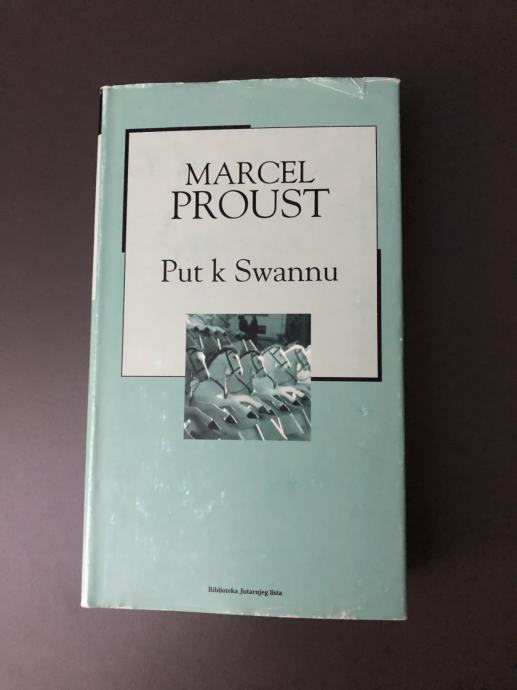 MARCEL
PROUST
Put k Swannu
Biblioteka Jutarnjeg lista